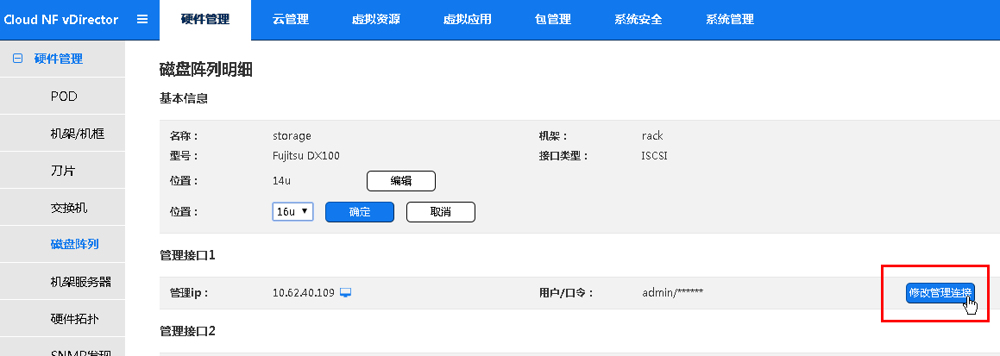 Cloud NF vDirector 硬件管理 云管理 虚拟资源 虚拟应用 包管理 系统安全 系统管理
硬件管理
POD
机架/机框
刀片
交换机
磁盘阵列
机架服务器
硬件拓扑
SNMP发现
磁盘阵列明细
基本信息
名称： storage 机架： rack
型号： Fujitsu DX100 接口类型： ISCSI
位置： 14u 编辑
位置： 16u 确定 取消
管理接口1
管理ip： 10.62.40.109 用户/口令： admin/****** 修改管理连接
管理接口2